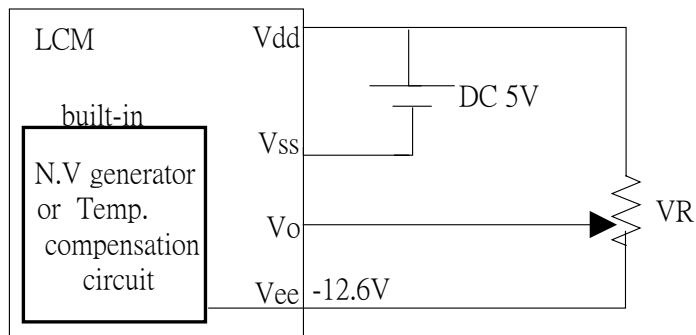 LCM
Vdd
DC 5V
built-in
Vss
N.V generator
or Temp.
compensation
circuit
Vo
VR
Vee
-12.6V